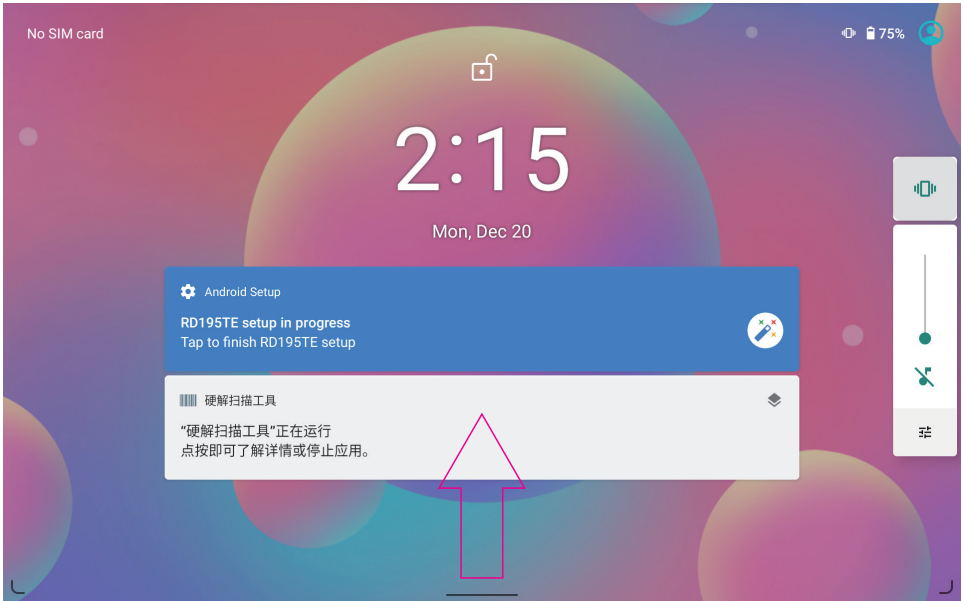 No SIM card
75%
2:15
Mon, Dec 20
Android Setup
RD195TE setup in progress
Tap to finish RD195TE setup
硬解扫描工具
“硬解扫描工具”正在运行
点按即可了解详情或停止应用。